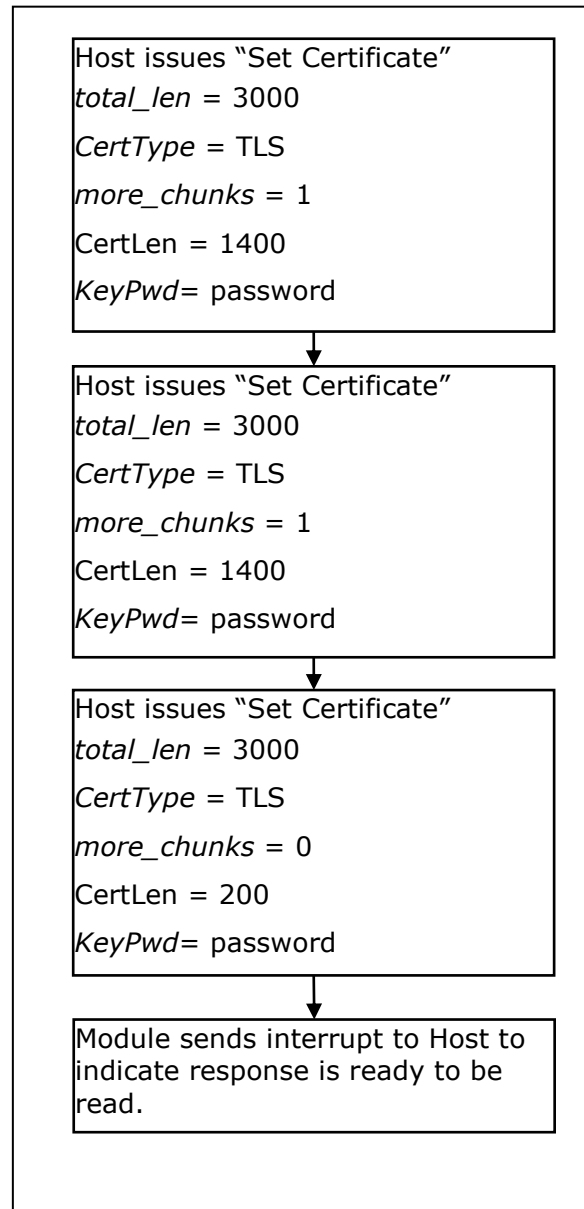 Host issues “Set Certificate”
total_len = 3000
CertType = TLS
more_chunks = 1
CertLen = 1400
KeyPwd= password
Host issues “Set Certificate”
total_len = 3000
CertType = TLS
more_chunks = 1
CertLen = 1400
KeyPwd= password
Host issues “Set Certificate”
total_len = 3000
CertType = TLS
more_chunks = 0
CertLen = 200
KeyPwd= password
Module sends interrupt to Host to
indicate response is ready to be
read.